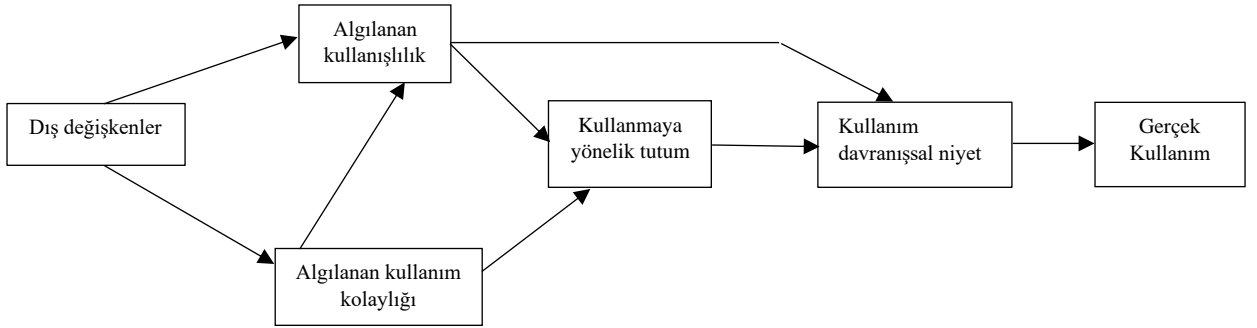 Algılanan
kullanışlılık
Dış değişkenler
Kullanmaya
yönelik tutum
Kullanım
davranışsal niyet
Gerçek
Kullanım
Algılanan kullanım
kolaylığı